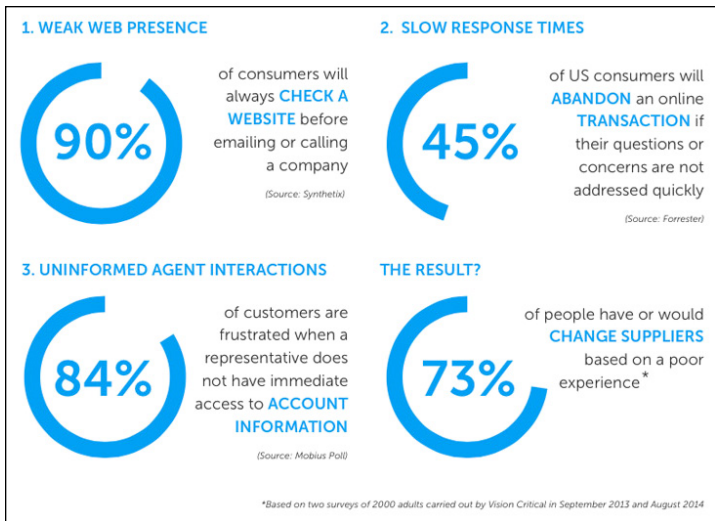 1. WEAK WEB PRESENCE
90%
of consumers will
always CHECK A
WEBSITE before
emailing or calling
a company
(Source: Synthetix)
2. SLOW RESPONSE TIMES
45%
of US consumers will
ABANDON an online
TRANSACTION if
their questions or
concerns are not
addressed quickly
(Source: Forrester)
3. UNINFORMED AGENT INTERACTIONS
84%
of customers are
frustrated when a
representative does
not have immediate
access to ACCOUNT
INFORMATION
(Source: Mobius Poll)
THE RESULT?
73%
of people have or would
CHANGE SUPPLIERS
based on a poor
experience*
*Based on two surveys of 2000 adults carried out by Vision Critical in September 2013 and August 2014